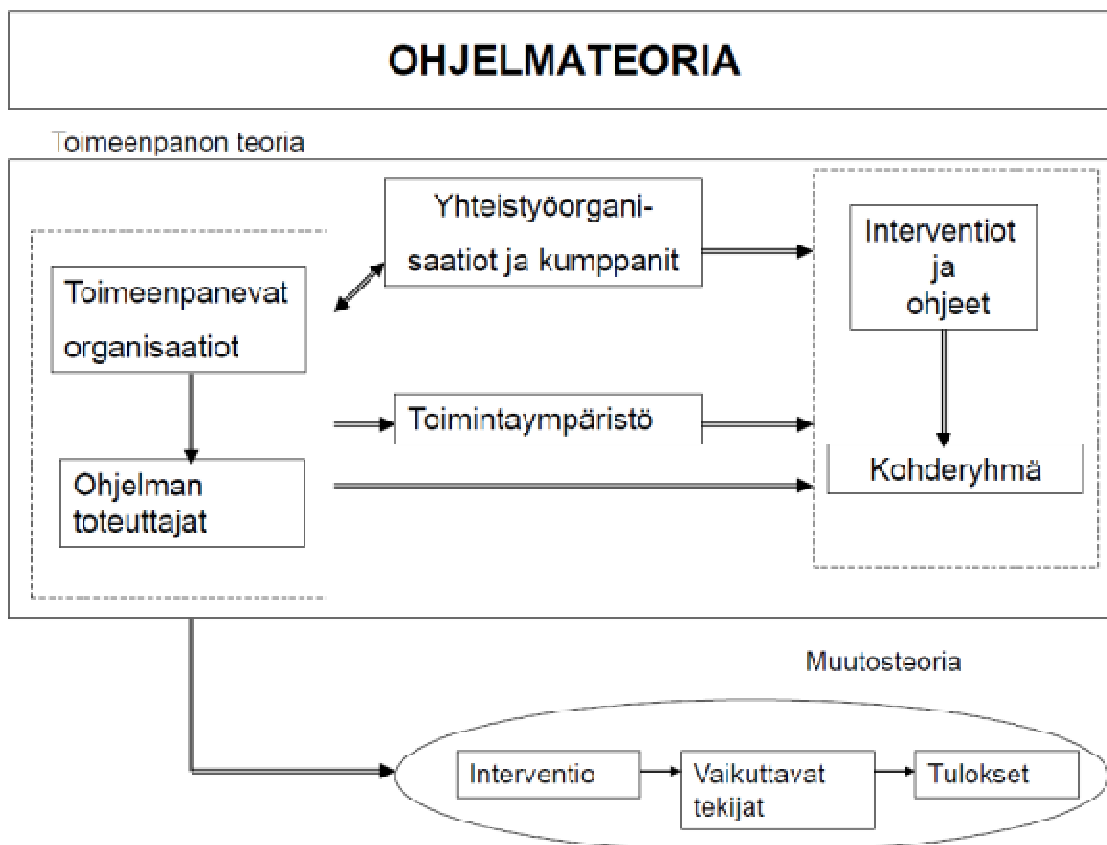 OHJELMATEORIA
Toimeenpanon teoria
Yhteistyöorgani-
saatiot ja kumppanit
Interventiot
ja
ohjeet
Toimeenpanevat
organisaatiot
Toimintaympäristö
Kohderyhmä
Ohjelman
toteuttajat
Muutosteoria
Interventio
Vaikuttavat
tekijat
Tulokset